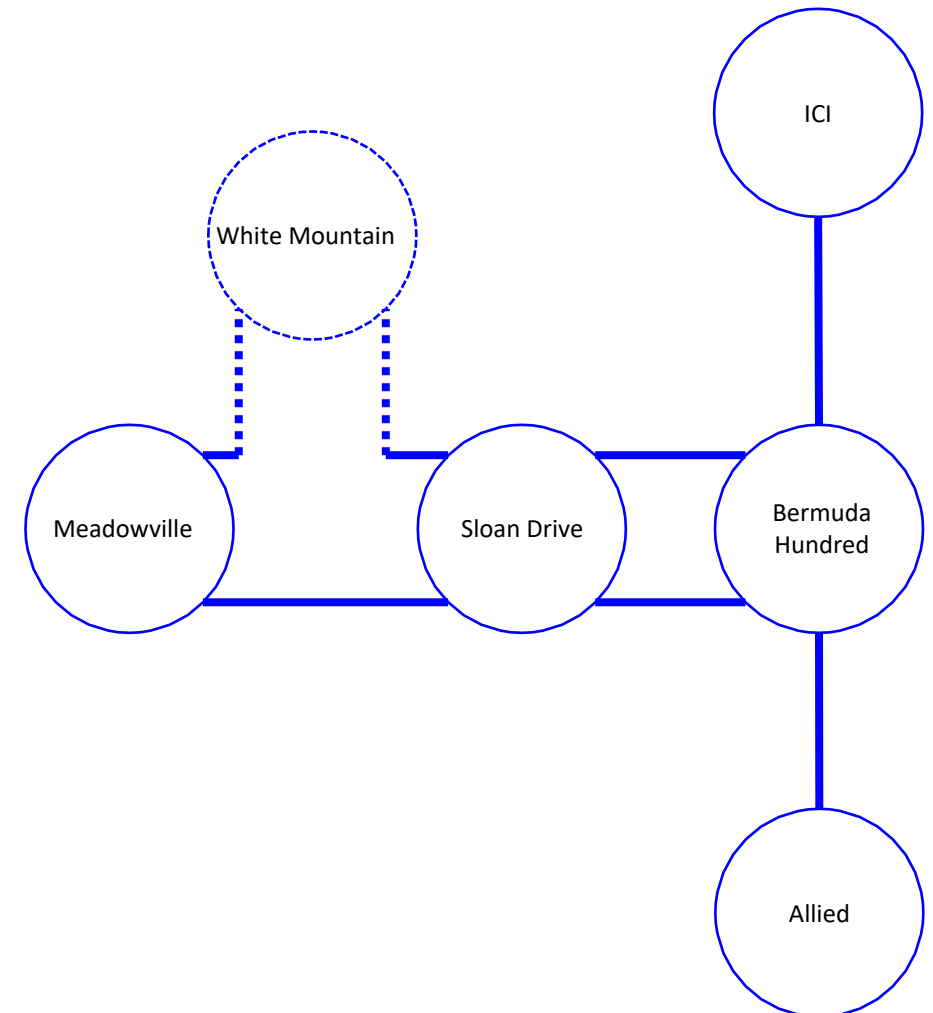 ICI
White Mountain
Meadowville
Sloan Drive
Bermuda
Hundred
Allied